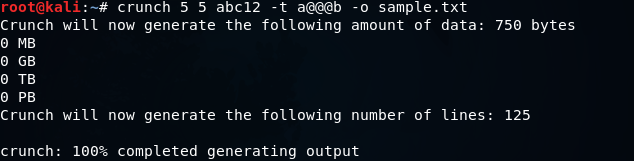 root@kali:~# crunch 5 5 abc12 -t a@@@b -o sample.txt
Crunch will now generate the following amount of data: 750 bytes
0 MB
0 GB
0 TB
0 PB
Crunch will now generate the following number of lines: 125
crunch: 100% completed generating output